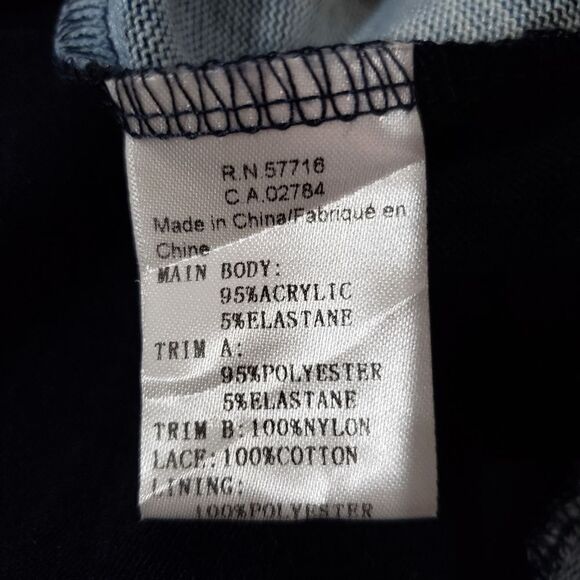 R.N.57716
C.A.02784
Made in China/Fabriqué en
Chine
MAIN BODY:
95%ACRYLIC
5%ELASTANE
TRIM A:
95%POLYESTER
5%ELASTANE
TRIM B:100%NYLON
LACE:100%COTTON
LINING:
100%POLYESTER